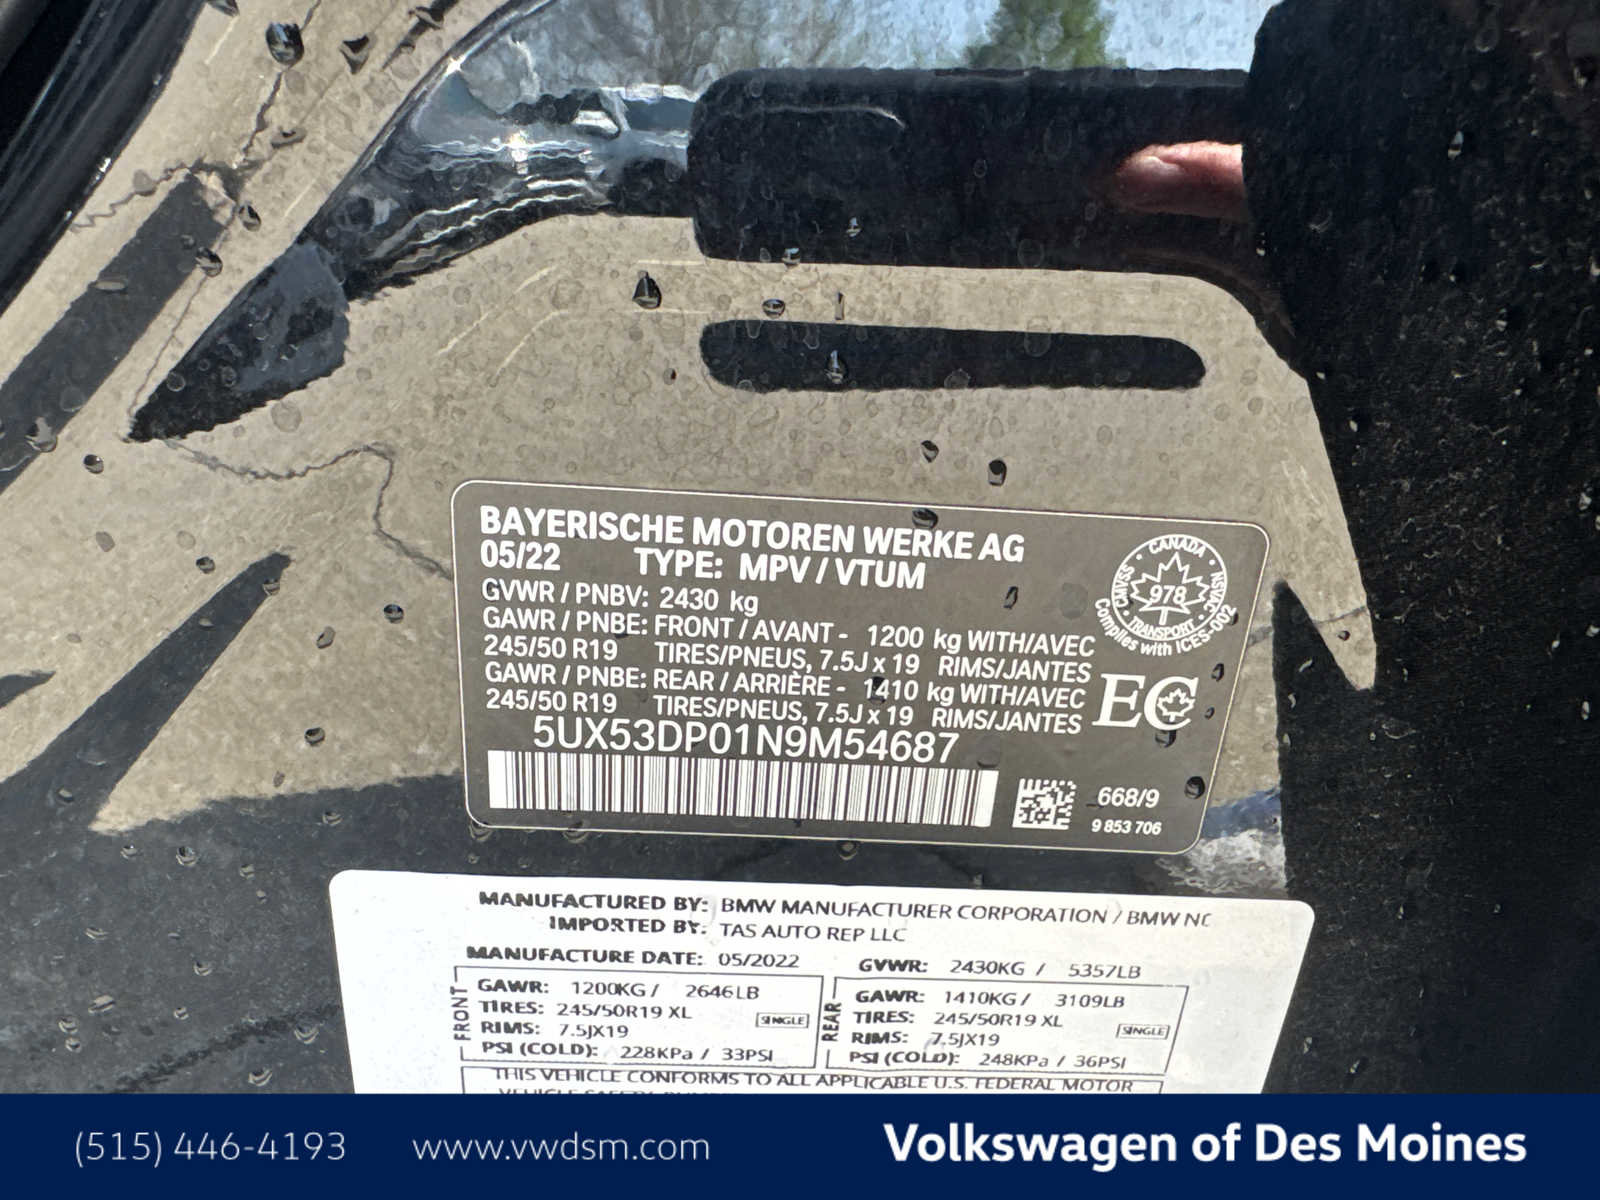 BAYERISCHE MOTOREN WERKE AG
05/22 TYPE: MPV / VTUM
GVWR / PNBV: 2430 kg
GAWR / PNBE: FRONT / AVANT - 1200 kg WITH/AVEC
245/50 R19 TIRES/PNEUS, 7.5J x 19 RIMS/JANTES
GAWR / PNBE: REAR / ARRIÈRE - 1410 kg WITH/AVEC
245/50 R19 TIRES/PNEUS, 7.5J x 19 RIMS/JANTES
5UX53DP01N9M54687
CANADA
CMVSS NSVAC
978
TRANSPORT
Complies with ICES-002
EC
668/9
9 853 706
MANUFACTURED BY: BMW MANUFACTURER CORPORATION / BMW NC
IMPORTED BY: TAS AUTO REP LLC
MANUFACTURE DATE: 05/2022 GVWR: 2430KG / 5357LB
FRONT
GAWR: 1200KG / 2646LB
TIRES: 245/50R19 XL
RIMS: 7.5JX19
SINGLE
PSI (COLD): 228KPa / 33PSI
REAR
GAWR: 1410KG / 3109LB
TIRES: 245/50R19 XL
RIMS: 7.5JX19
SINGLE
PSI (COLD): 248KPa / 36PSI
THIS VEHICLE CONFORMS TO ALL APPLICABLE U.S. FEDERAL MOTOR
VEHICLE SAFETY
(515) 446-4193 www.vwdsm.com Volkswagen of Des Moines